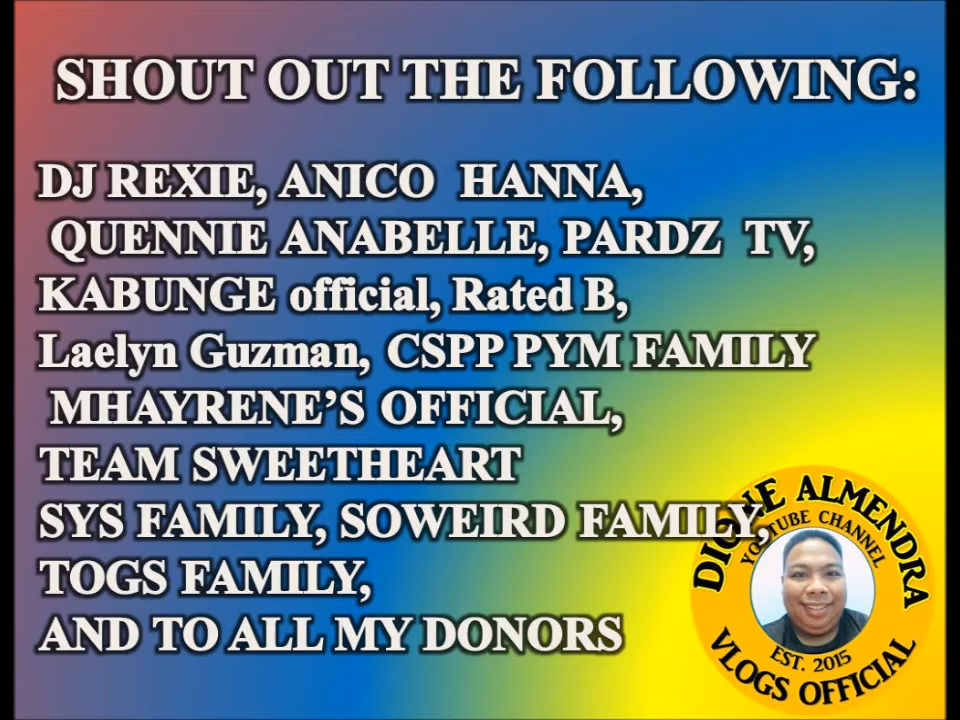 SHOUT OUT THE FOLLOWING:
DJ REXIE, ANICO HANNA,
QUENNIE ANABELLE, PARDZ TV,
KABUNGE official, Rated B,
Laelyn Guzman, CSPP PYM FAMILY
MHAYRENE’S OFFICIAL,
TEAM SWEETHEART
SYS FAMILY, SOWEIRD FAMILY,
TOGS FAMILY,
AND TO ALL MY DONORS
DIONE ALMENDRA
YOUTUBE CHANNEL
EST. 2015
VLOGS OFFICIAL